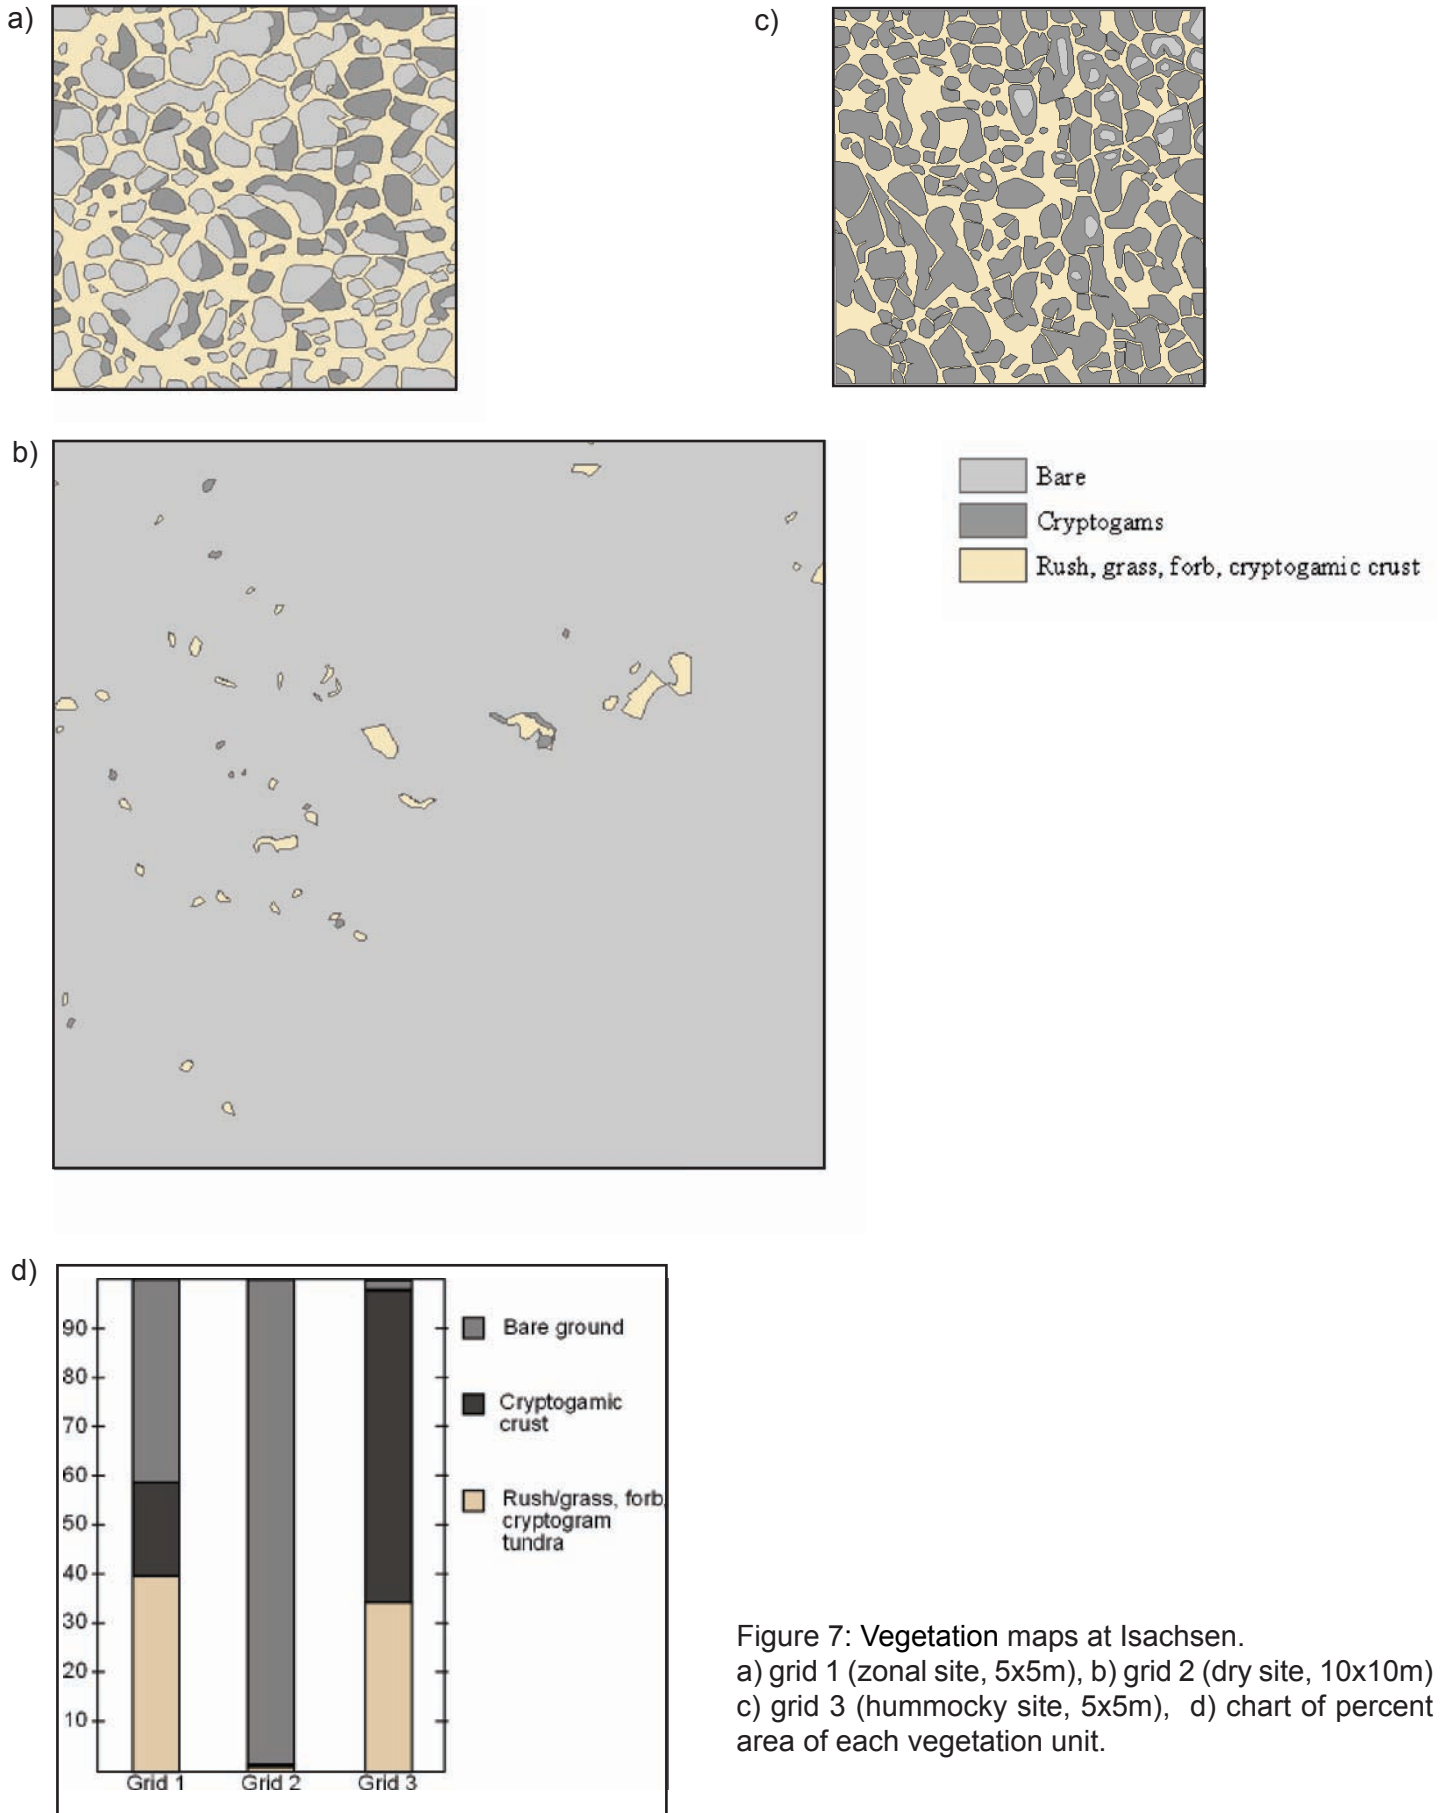 a)
c)
b)
Bare
Cryptogams
Rush, grass, forb, cryptogamic crust
d)
90
80
70
60
50
40
30
20
10
Grid 1
Grid 2
Grid 3
Bare ground
Cryptogamic
crust
Rush/grass, forb,
cryptogram
tundra
Figure 7: Vegetation maps at Isachsen.
a) grid 1 (zonal site, 5x5m), b) grid 2 (dry site, 10x10m)
c) grid 3 (hummocky site, 5x5m), d) chart of percent
area of each vegetation unit.